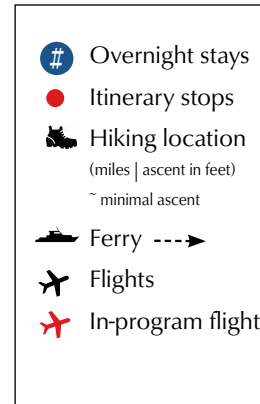 # Overnight stays
Itinerary stops
Hiking location
(miles | ascent in feet)
~ minimal ascent
Ferry
Flights
In-program flight